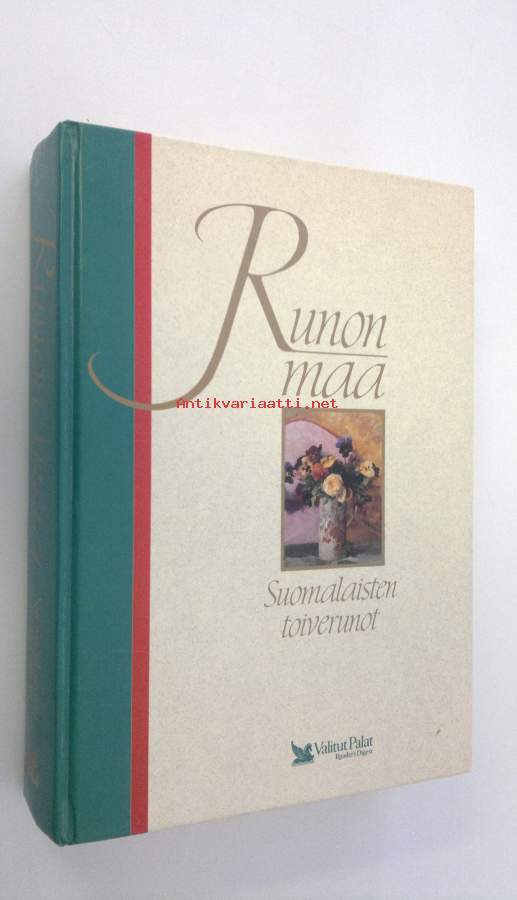 Runon
maa
Antikvariaatti.net
Suomalaisten
toiverunot
Valitut Palat
Reader's Digest